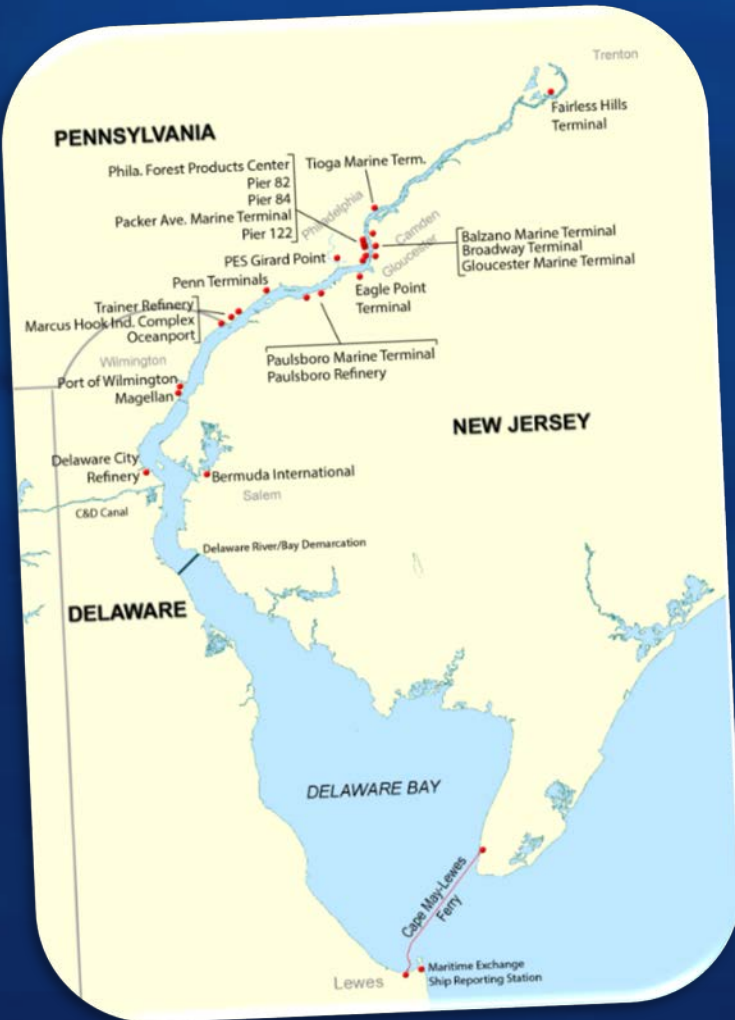 Trenton
Fairless Hills
Terminal
PENNSYLVANIA
Phila. Forest Products Center
Pier 82
Pier 84
Packer Ave. Marine Terminal
Pier 122
Tioga Marine Term.
Philadelphia
Camden
Gloucester
Balzano Marine Terminal
Broadway Terminal
Gloucester Marine Terminal
PES Girard Point
Penn Terminals
Eagle Point
Terminal
Trainer Refinery
Marcus Hook Ind. Complex
Oceanport
Paulsboro Marine Terminal
Paulsboro Refinery
Wilmington
Port of Wilmington
Magellan
NEW JERSEY
Delaware City
Refinery
Bermuda International
Salem
C&D Canal
Delaware River/Bay Demarcation
DELAWARE
DELAWARE BAY
Cape May-Lewes
Ferry
Lewes
Maritime Exchange
Ship Reporting Station